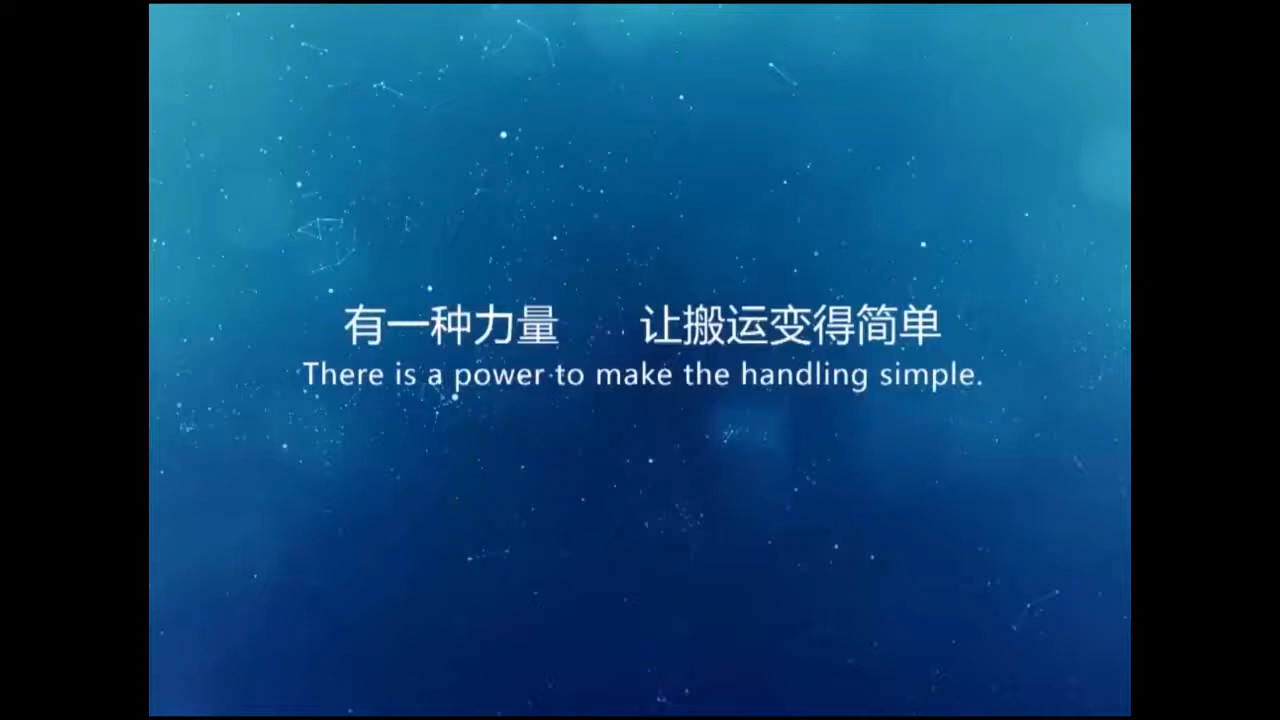 有一种力量 让搬运变得简单
There is a power to make the handling simple.